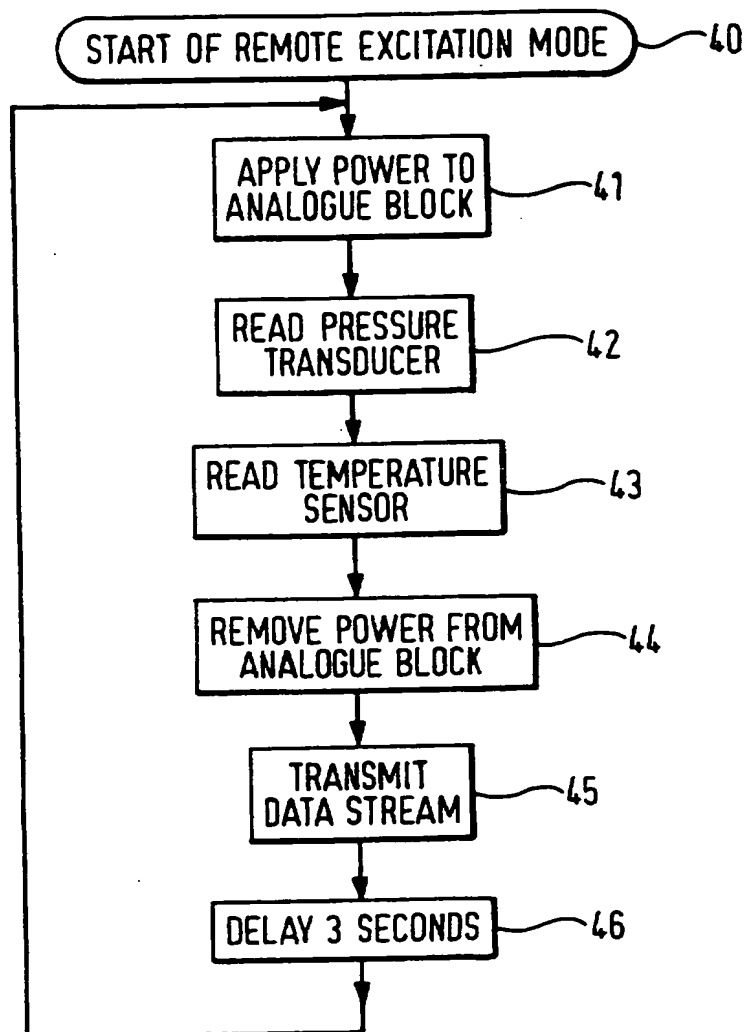 START OF REMOTE EXCITATION MODE
40
APPLY POWER TO
ANALOGUE BLOCK
41
READ PRESSURE
TRANSDUCER
42
READ TEMPERATURE
SENSOR
43
REMOVE POWER FROM
ANALOGUE BLOCK
44
TRANSMIT
DATA STREAM
45
DELAY 3 SECONDS
46